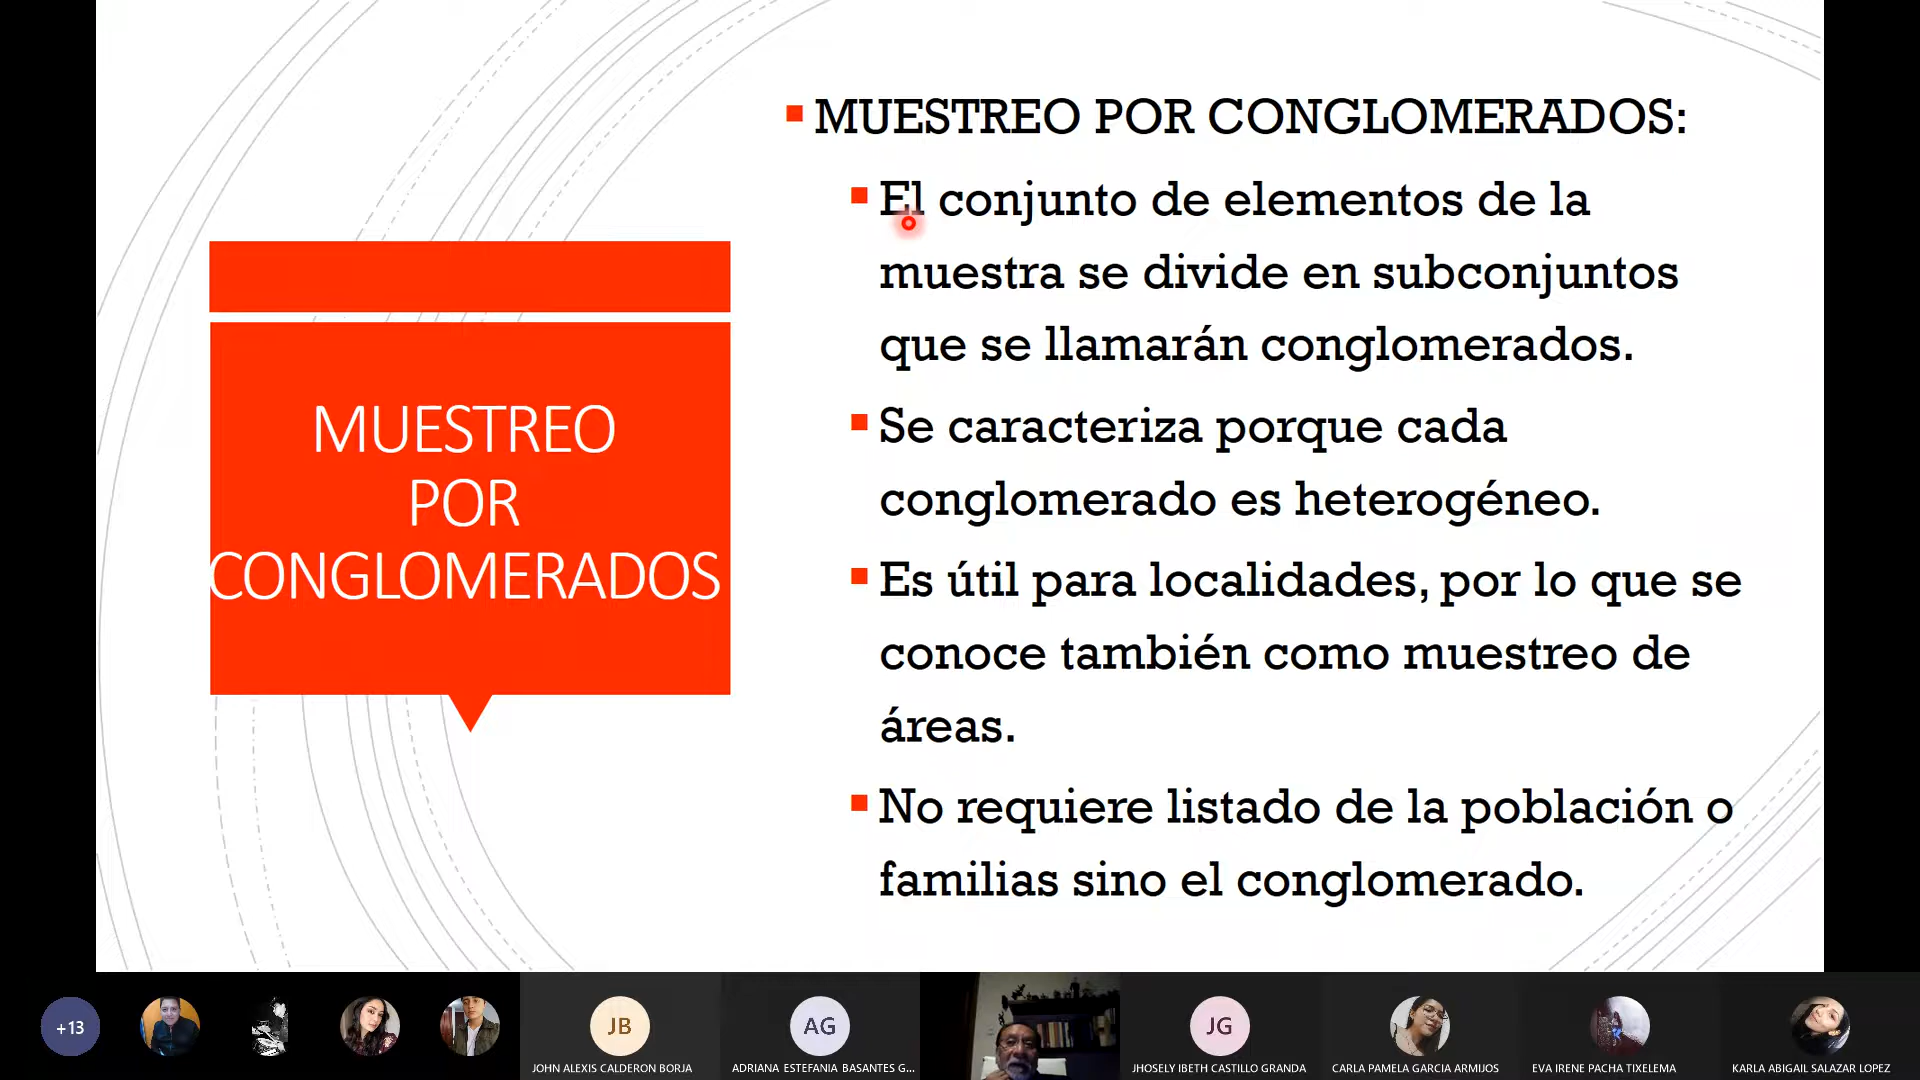 MUESTREO
POR
CONGLOMERADOS
MUESTREO POR CONGLOMERADOS:
El conjunto de elementos de la
muestra se divide en subconjuntos
que se llamarán conglomerados.
Se caracteriza porque cada
conglomerado es heterogéneo.
Es útil para localidades, por lo que se
conoce también como muestreo de
áreas.
No requiere listado de la población o
familias sino el conglomerado.
+13
JB
AG
JG
JOHN ALEXIS CALDERON BORJA
ADRIANA ESTEFANIA BASANTES G...
JHOSELY IBETH CASTILLO GRANDA
CARLA PAMELA GARCIA ARMIJOS
EVA IRENE PACHA TIXELEMA
KARLA ABIGAIL SALAZAR LOPEZ